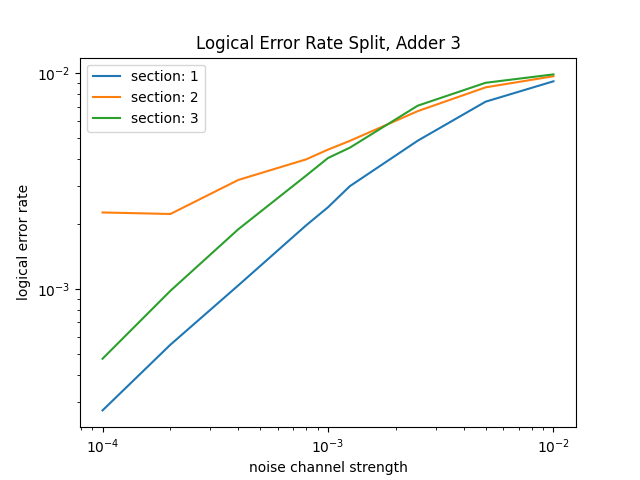 Logical Error Rate Split, Adder 3
section: 1
section: 2
section: 3
10⁻²
10⁻³
logical error rate
10⁻⁴
10⁻³
10⁻²
noise channel strength